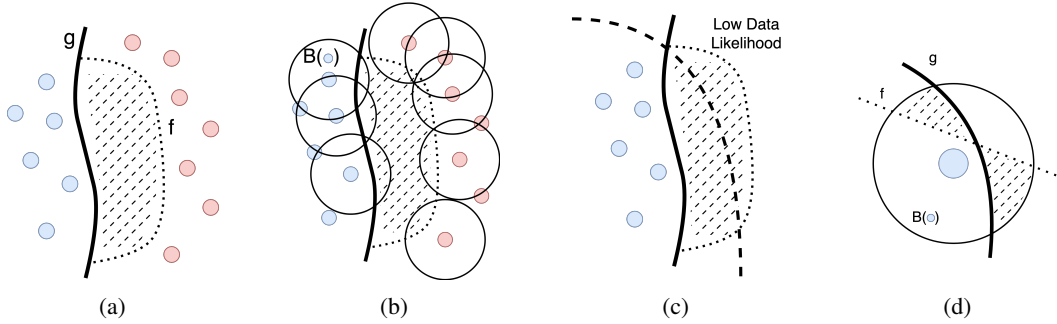 g
f
(a)
B( )
(b)
Low Data
Likelihood
(c)
g
f
B( )
(d)